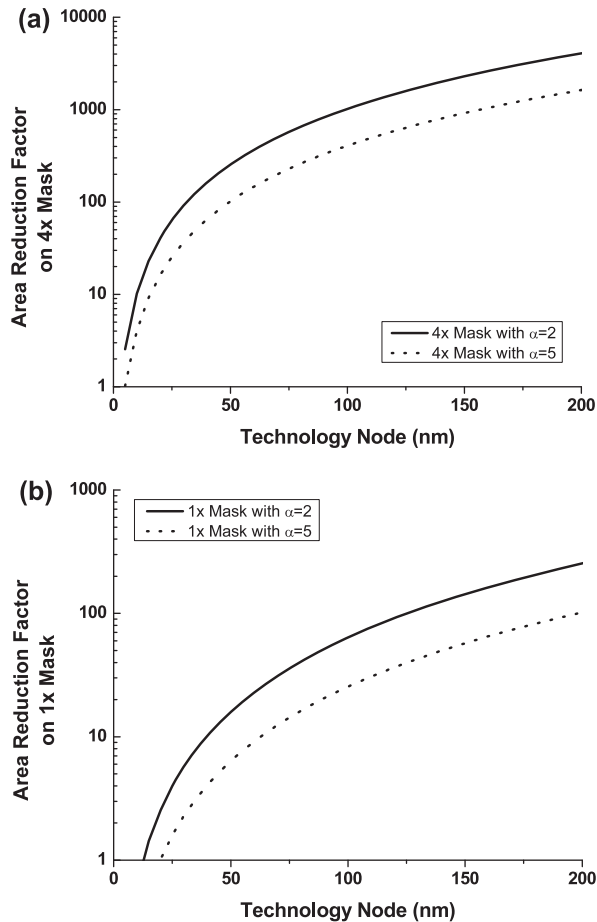 (a)
10000
1000
100
10
1
Area Reduction Factor
on 4x Mask
4x Mask with α=2
4x Mask with α=5
0
50
100
150
200
Technology Node (nm)
(b)
1000
100
10
1
Area Reduction Factor
on 1x Mask
1x Mask with α=2
1x Mask with α=5
0
50
100
150
200
Technology Node (nm)